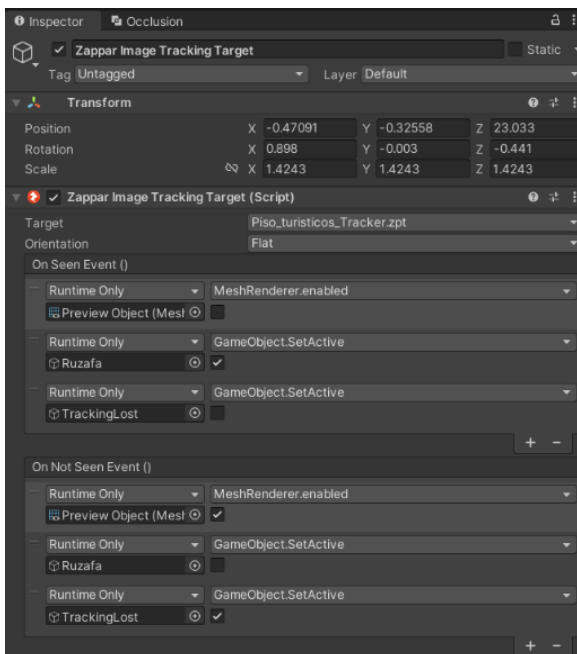 Inspector Occlusion
Zappar Image Tracking Target Static
Tag Untagged Layer Default
Transform
Position X -0.47091 Y -0.32558 Z 23.033
Rotation X 0.898 Y -0.003 Z -0.441
Scale X 1.4243 Y 1.4243 Z 1.4243
Zappar Image Tracking Target (Script)
Target Piso_turisticos_Tracker.zpt
Orientation Flat
On Seen Event ()
Runtime Only MeshRenderer.enabled
Preview Object (Mesh
Runtime Only GameObject.SetActive
Ruzafa
Runtime Only GameObject.SetActive
TrackingLost
+ -
On Not Seen Event ()
Runtime Only MeshRenderer.enabled
Preview Object (Mesh
Runtime Only GameObject.SetActive
Ruzafa
Runtime Only GameObject.SetActive
TrackingLost
+ -